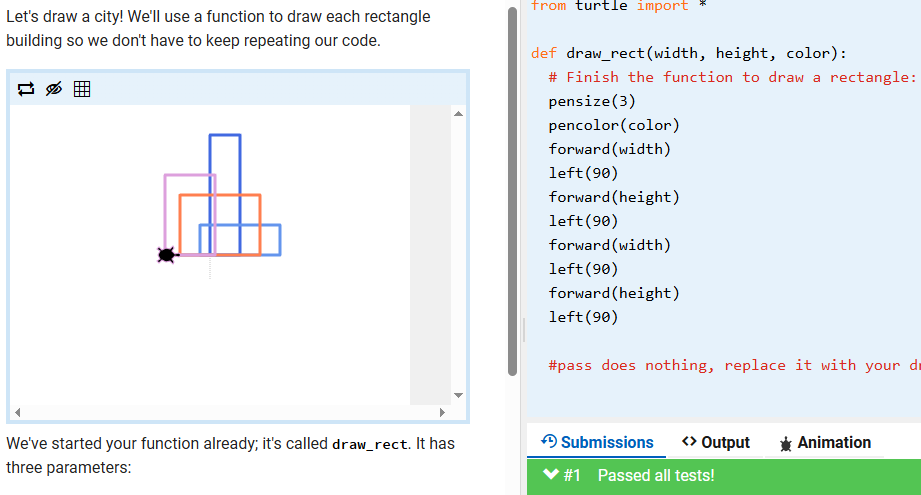 Let's draw a city! We'll use a function to draw each rectangle
building so we don't have to keep repeating our code.
We've started your function already; it's called draw_rect. It has
three parameters:
from turtle import *
def draw_rect(width, height, color):
# Finish the function to draw a rectangle:
pensize(3)
pencolor(color)
forward(width)
left(90)
forward(height)
left(90)
forward(width)
left(90)
forward(height)
left(90)
#pass does nothing, replace it with your
Submissions
<> Output
Animation
#1 Passed all tests!